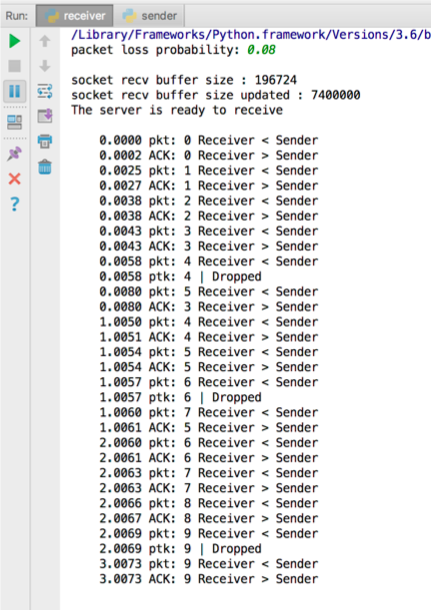 Run: receiver sender
/Library/Frameworks/Python.framework/Versions/3.6/b
packet loss probability: 0.08
socket recv buffer size : 196724
socket recv buffer size updated : 7400000
The server is ready to receive
0.0000 pkt: 0 Receiver < Sender
0.0002 ACK: 0 Receiver > Sender
0.0025 pkt: 1 Receiver < Sender
0.0027 ACK: 1 Receiver > Sender
0.0038 pkt: 2 Receiver < Sender
0.0038 ACK: 2 Receiver > Sender
0.0043 pkt: 3 Receiver < Sender
0.0043 ACK: 3 Receiver > Sender
0.0058 pkt: 4 Receiver < Sender
0.0058 ptk: 4 | Dropped
0.0080 pkt: 5 Receiver < Sender
0.0080 ACK: 3 Receiver > Sender
1.0050 pkt: 4 Receiver < Sender
1.0051 ACK: 4 Receiver > Sender
1.0054 pkt: 5 Receiver < Sender
1.0054 ACK: 5 Receiver > Sender
1.0057 pkt: 6 Receiver < Sender
1.0057 ptk: 6 | Dropped
1.0060 pkt: 7 Receiver < Sender
1.0061 ACK: 5 Receiver > Sender
2.0060 pkt: 6 Receiver < Sender
2.0061 ACK: 6 Receiver > Sender
2.0063 pkt: 7 Receiver < Sender
2.0063 ACK: 7 Receiver > Sender
2.0066 pkt: 8 Receiver < Sender
2.0067 ACK: 8 Receiver > Sender
2.0069 pkt: 9 Receiver < Sender
2.0069 ptk: 9 | Dropped
3.0073 pkt: 9 Receiver < Sender
3.0073 ACK: 9 Receiver > Sender